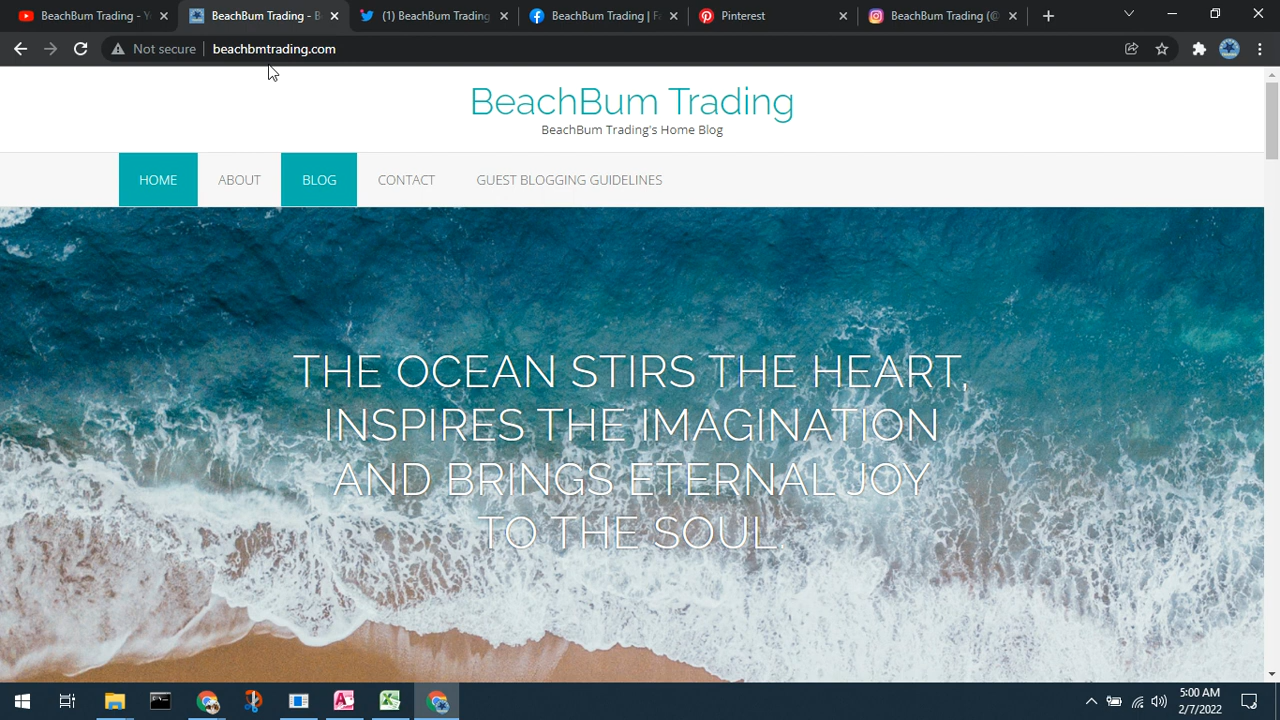 BeachBum Trading - Y
BeachBum Trading - B
(1) BeachBum Trading
BeachBum Trading | Fa
Pinterest
BeachBum Trading (@
Not secure
beachbmtrading.com
BeachBum Trading
BeachBum Trading's Home Blog
HOME
ABOUT
BLOG
CONTACT
GUEST BLOGGING GUIDELINES
THE OCEAN STIRS THE HEART,
INSPIRES THE IMAGINATION
AND BRINGS ETERNAL JOY
TO THE SOUL
5:00 AM
2/7/2022